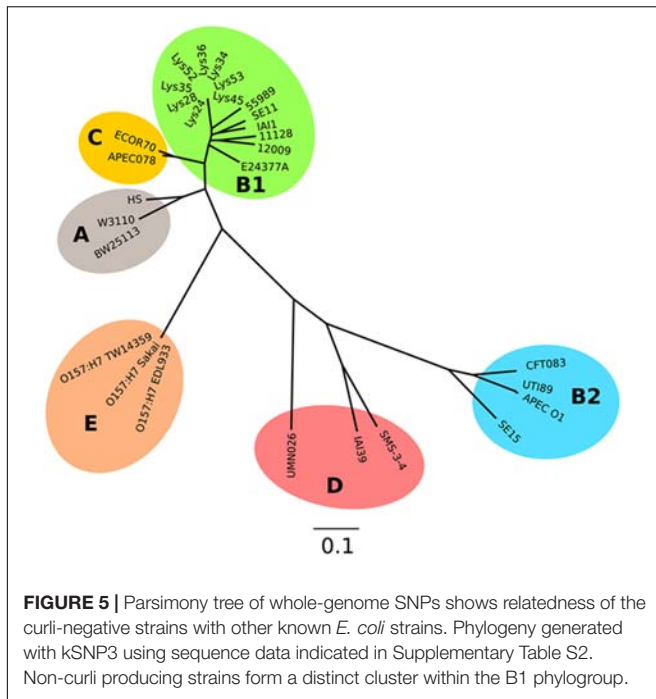 Lys36
Lys52
Lys34
Lys35
Lys53
Lys28
Lys45
Lys24
55989
SE11
IAI1
11128
12009
E24377A
B1
C
ECOR70
APEC078
HS
A
W3110
BW25113
O157:H7 TW14359
O157:H7 Sakai
O157:H7 EDL933
E
UMN026
IAI39
SMS-3-4
D
CFT083
UTI89
APEC O1
SE15
B2
0.1
FIGURE 5 | Parsimony tree of whole-genome SNPs shows relatedness of the
curli-negative strains with other known E. coli strains. Phylogeny generated
with kSNP3 using sequence data indicated in Supplementary Table S2.
Non-curli producing strains form a distinct cluster within the B1 phylogroup.